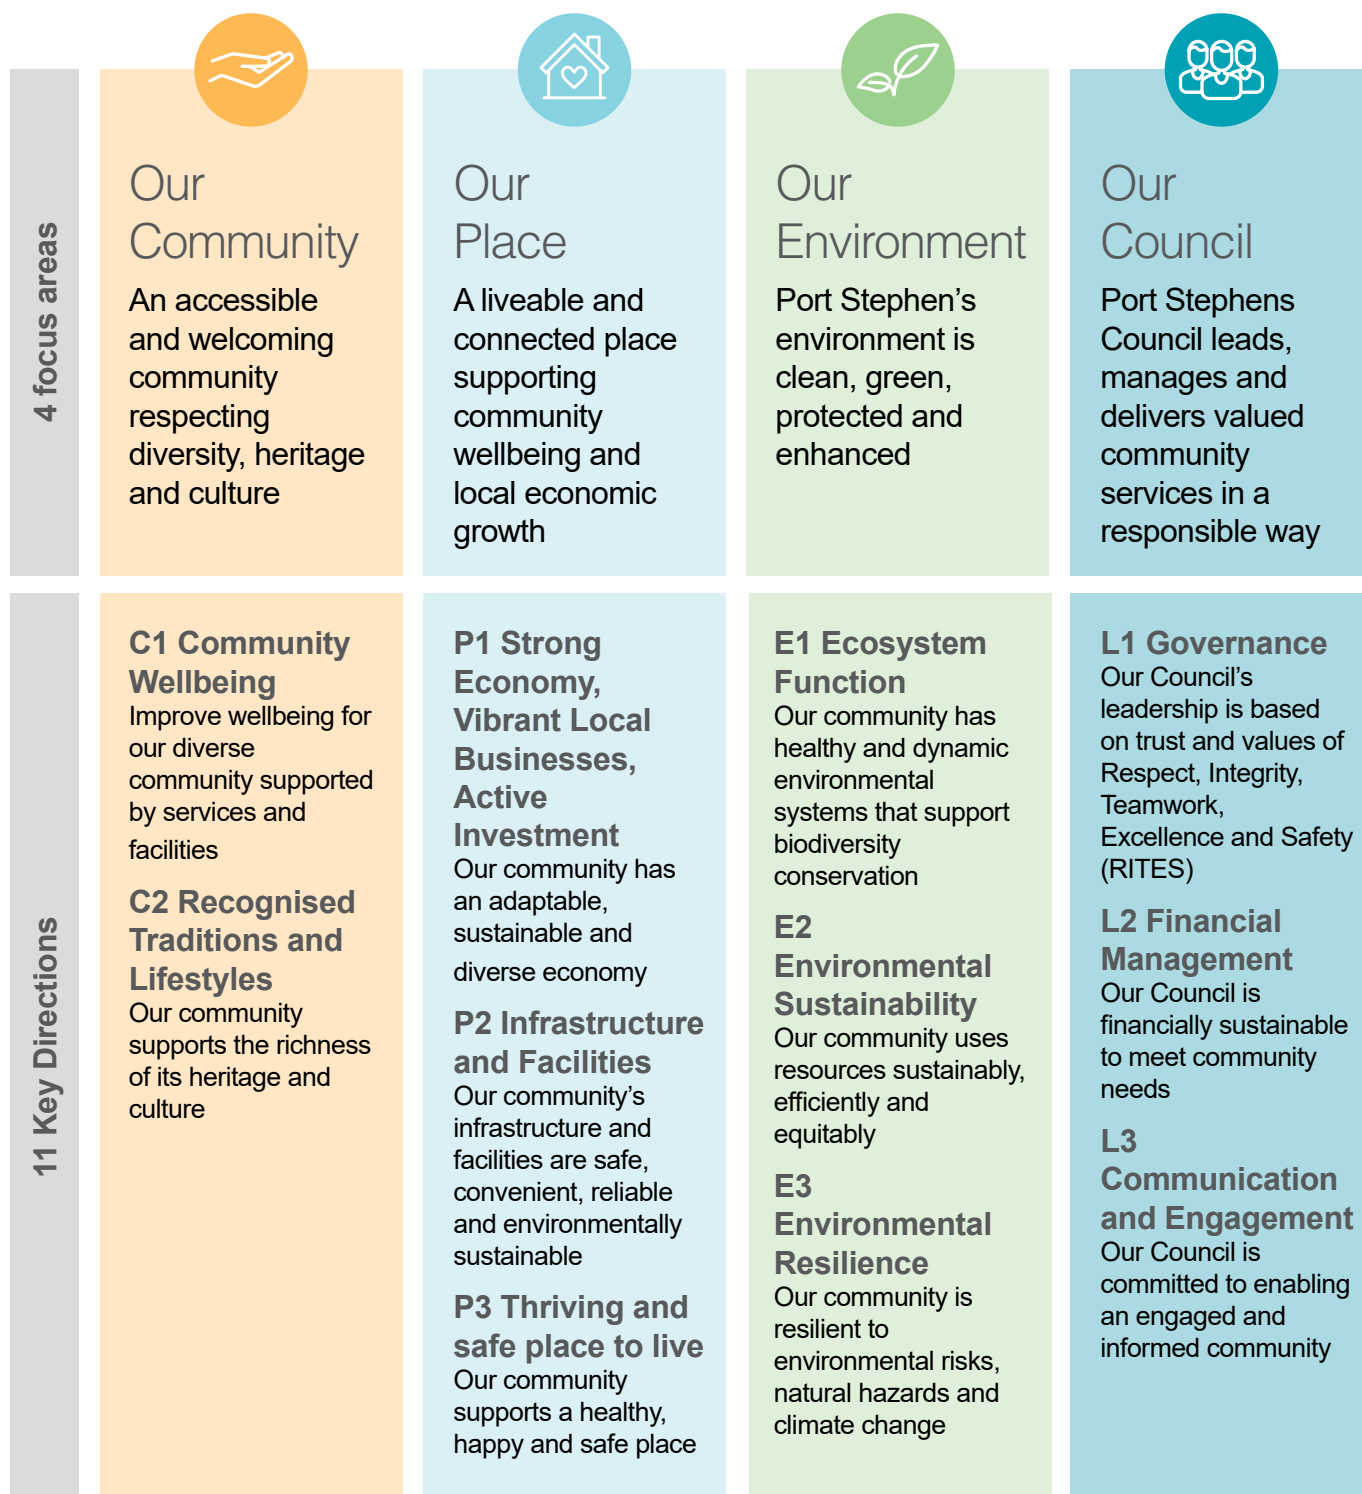 4 focus areas
Our
Community
An accessible
and welcoming
community
respecting
diversity, heritage
and culture
Our
Place
A liveable and
connected place
supporting
community
wellbeing and
local economic
growth
Our
Environment
Port Stephen’s
environment is
clean, green,
protected and
enhanced
Our
Council
Port Stephens
Council leads,
manages and
delivers valued
community
services in a
responsible way
11 Key Directions
C1 Community
Wellbeing
Improve wellbeing for
our diverse
community supported
by services and
facilities
C2 Recognised
Traditions and
Lifestyles
Our community
supports the richness
of its heritage and
culture
P1 Strong
Economy,
Vibrant Local
Businesses,
Active
Investment
Our community has
an adaptable,
sustainable and
diverse economy
P2 Infrastructure
and Facilities
Our community’s
infrastructure and
facilities are safe,
convenient, reliable
and environmentally
sustainable
P3 Thriving and
safe place to live
Our community
supports a healthy,
happy and safe place
E1 Ecosystem
Function
Our community has
healthy and dynamic
environmental
systems that support
biodiversity
conservation
E2
Environmental
Sustainability
Our community uses
resources sustainably,
efficiently and
equitably
E3
Environmental
Resilience
Our community is
resilient to
environmental risks,
natural hazards and
climate change
L1 Governance
Our Council’s
leadership is based
on trust and values of
Respect, Integrity,
Teamwork,
Excellence and Safety
(RITES)
L2 Financial
Management
Our Council is
financially sustainable
to meet community
needs
L3
Communication
and Engagement
Our Council is
committed to enabling
an engaged and
informed community